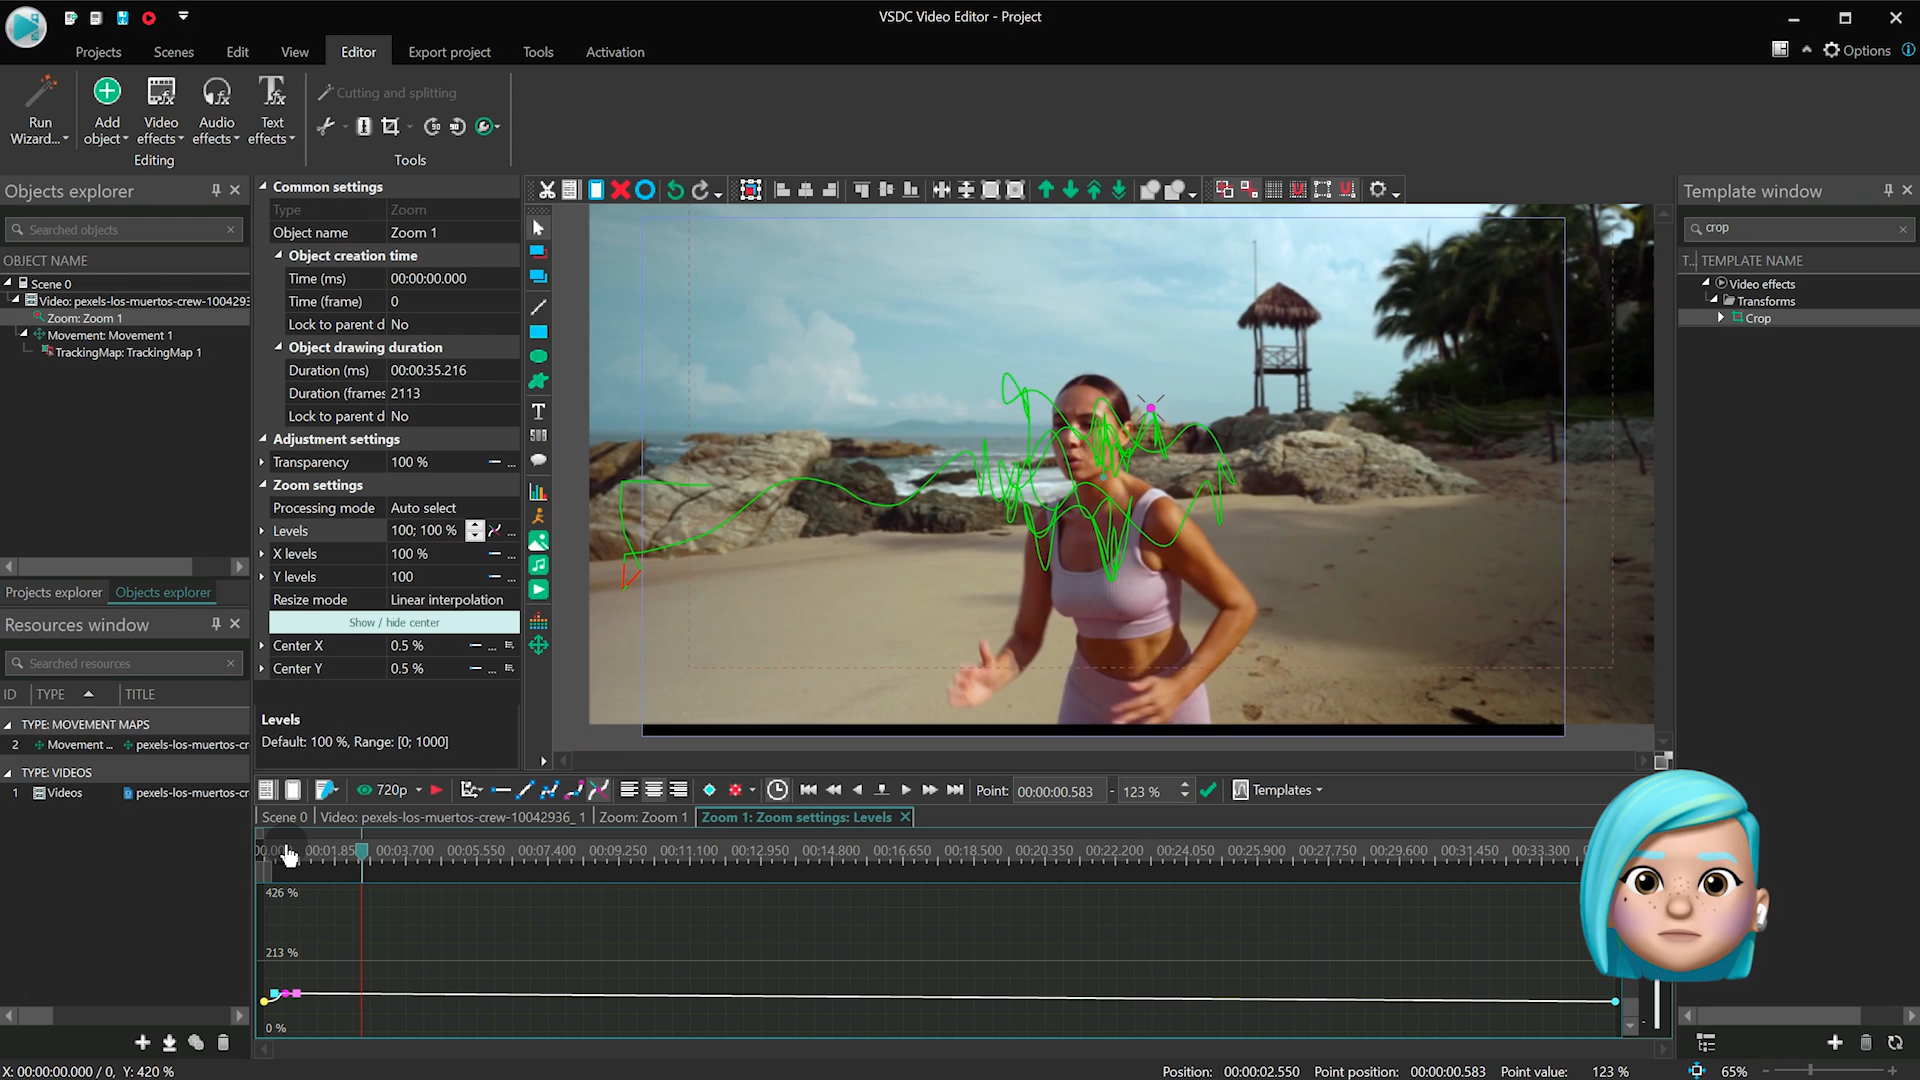 VSDC Video Editor - Project
Projects
Scenes
Edit
View
Editor
Export project
Tools
Activation
Options
Run Wizard...
Add object
Video effects
Audio effects
Text effects
Editing
Cutting and splitting
Tools
Objects explorer
Searched objects
OBJECT NAME
Scene 0
Video: pexels-los-muertos-crew-1004293
Zoom: Zoom 1
Movement: Movement 1
TrackingMap: TrackingMap 1
Projects explorer
Objects explorer
Resources window
Searched resources
ID TYPE TITLE
TYPE: MOVEMENT MAPS
2 Movement ... pexels-los-muertos-cr
TYPE: VIDEOS
1 Videos pexels-los-muertos-cr
Common settings
Type Zoom
Object name Zoom 1
Object creation time
Time (ms) 00:00:00.000
Time (frame) 0
Lock to parent d No
Object drawing duration
Duration (ms) 00:00:35.216
Duration (frames 2113
Lock to parent d No
Adjustment settings
Transparency 100 % ...
Zoom settings
Processing mode Auto select
Levels 100; 100 % ...
X levels 100 % ...
Y levels 100 ...
Resize mode Linear interpolation
Show / hide center
Center X 0.5 % ...
Center Y 0.5 % ...
Levels
Default: 100 %, Range: [0; 1000]
Template window
crop
T... TEMPLATE NAME
Video effects
Transforms
Crop
720p
Point: 00:00:00.583 - 123 %
Templates
Scene 0
Video: pexels-los-muertos-crew-10042936_ 1
Zoom: Zoom 1
Zoom 1: Zoom settings: Levels
00:01.85 00:03.700 00:05.550 00:07.400 00:09.250 00:11.100 00:12.950 00:14.800 00:16.650 00:18.500 00:20.350 00:22.200 00:24.050 00:25.900 00:27.750 00:29.600 00:31.450 00:33.300
426 %
213 %
0 %
X: 00:00:00.000 / 0, Y: 420 %
Position: 00:00:02.550
Point position: 00:00:00.583
Point value: 123 %
65%